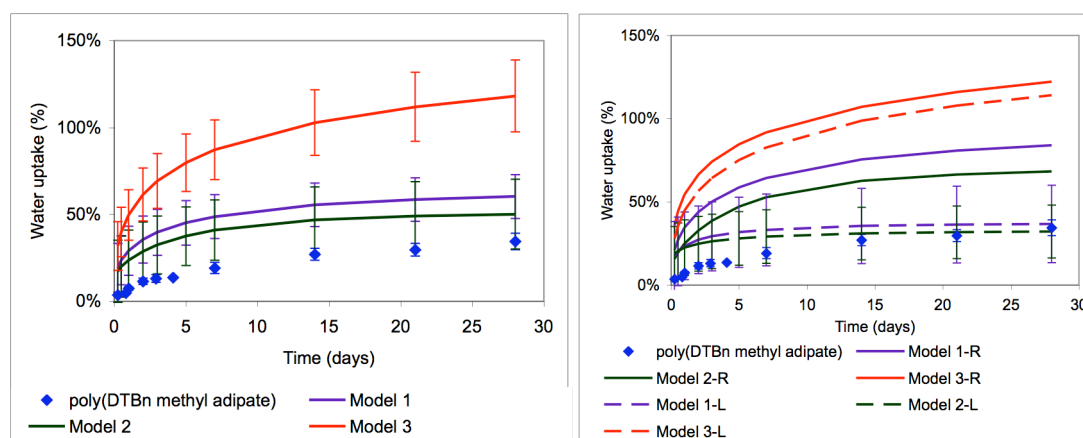 150%
100%
50%
0%
Water uptake (%)
0 5 10 15 20 25 30
Time (days)
poly(DTBn methyl adipate) Model 1
Model 2 Model 3
150%
100%
50%
0%
Water uptake (%)
0 5 10 15 20 25 30
Time (days)
poly(DTBn methyl adipate) Model 1-R
Model 2-R Model 3-R
Model 1-L Model 2-L
Model 3-L